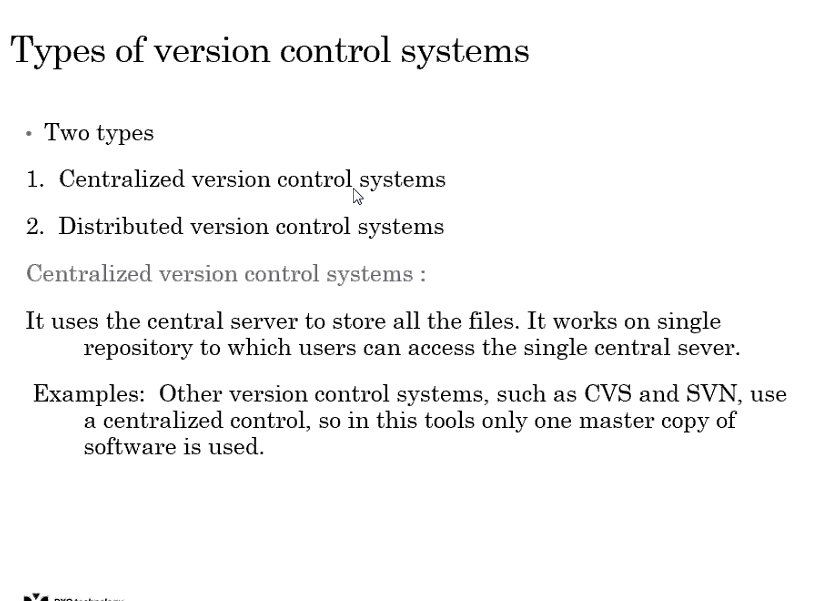 Types of version control systems
• Two types
1. Centralized version control systems
2. Distributed version control systems
Centralized version control systems :
It uses the central server to store all the files. It works on single
repository to which users can access the single central sever.
Examples: Other version control systems, such as CVS and SVN, use
a centralized control, so in this tools only one master copy of
software is used.